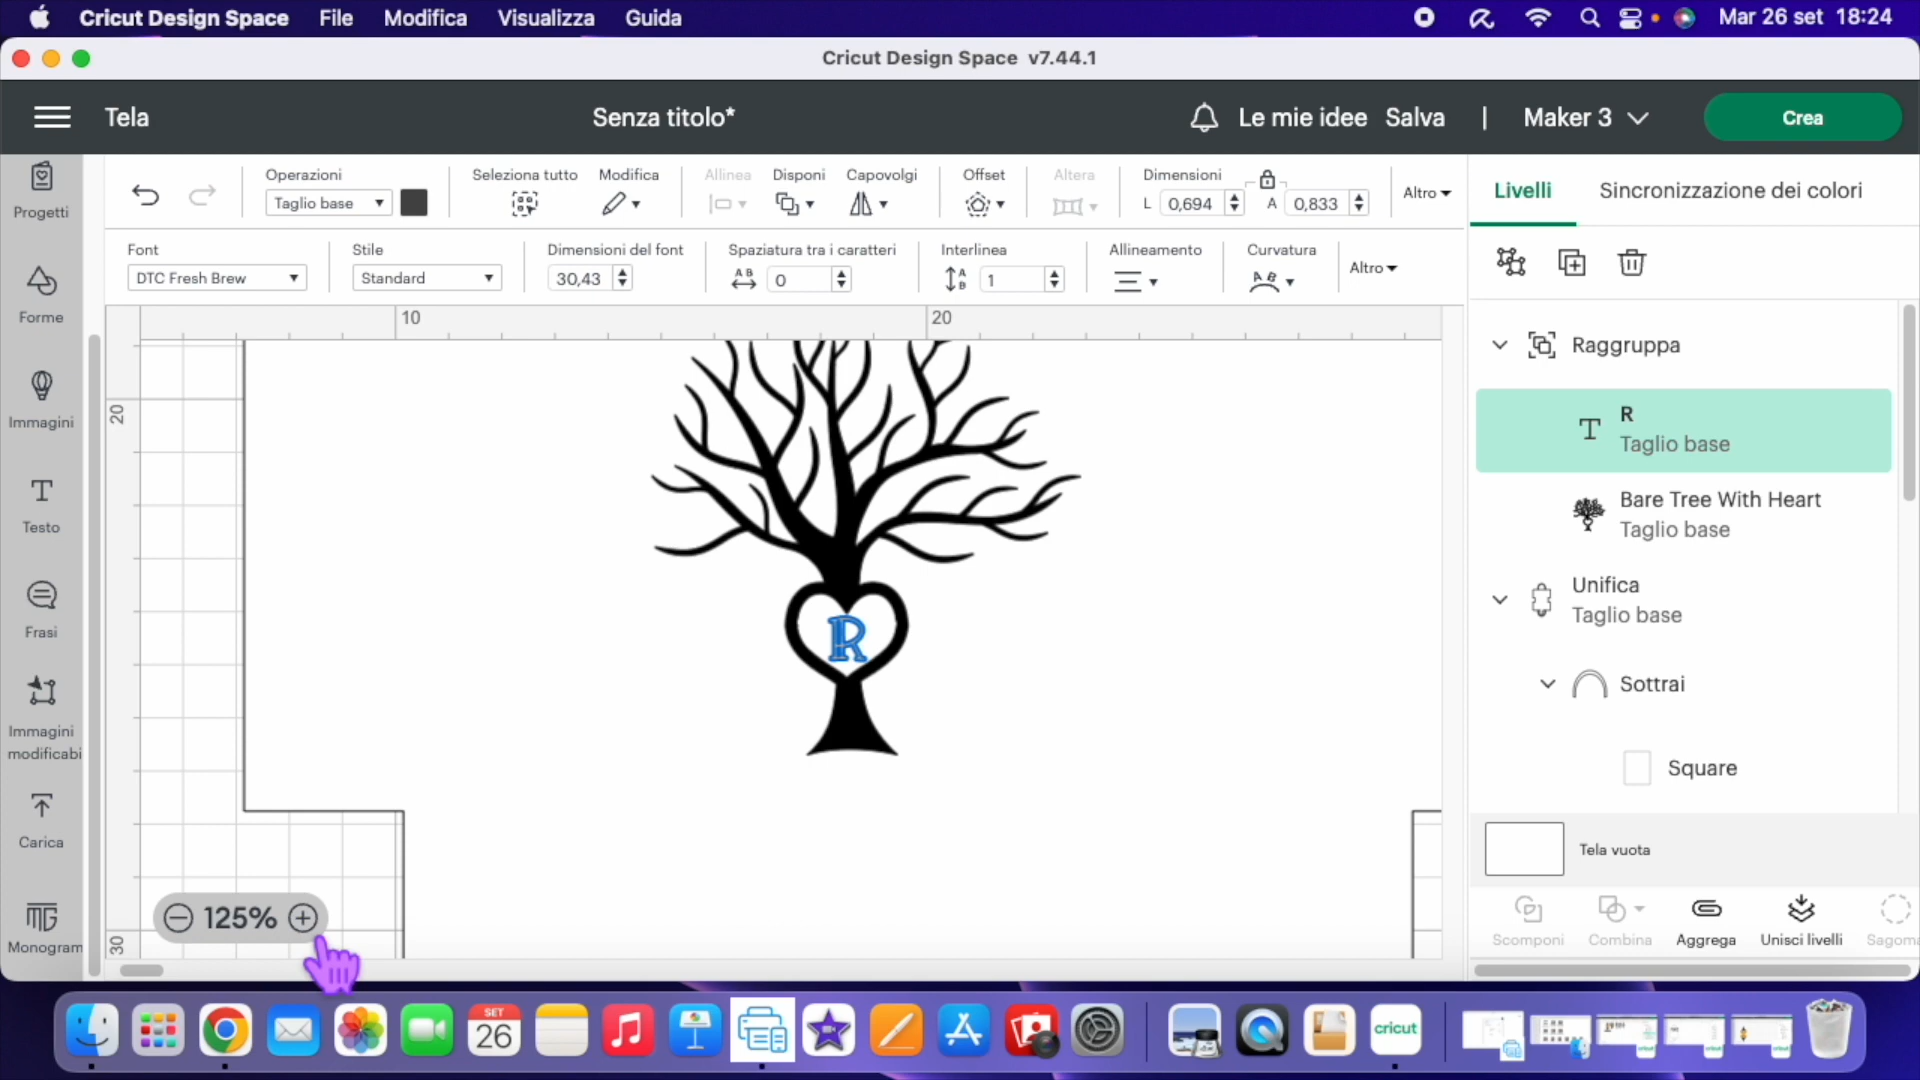 Cricut Design Space File Modifica Visualizza Guida Mar 26 set 18:24
Cricut Design Space v7.44.1
Tela Senza titolo* Le mie idee Salva | Maker 3 Crea
Operazioni Seleziona tutto Modifica Allinea Disponi Capovolgi Offset Altera Dimensioni
Taglio base L 0,694 A 0,833 Altro
Font Stile Dimensioni del font Spaziatura tra i caratteri Interlinea Allineamento Curvatura
DTC Fresh Brew Standard 30,43 0 1 Altro
10 20
20
30
Progetti
Forme
Immagini
Testo
Frasi
Immagini
modificabi
Carica
Monogram
R
125%
Livelli Sincronizzazione dei colori
Raggruppa
R
Taglio base
Bare Tree With Heart
Taglio base
Unifica
Taglio base
Sottrai
Square
Tela vuota
Scomponi Combina Aggrega Unisci livelli Sagoma
SET
26
cricut